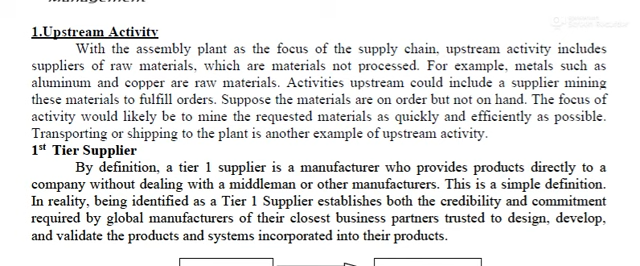 Management
1.Upstream Activity
With the assembly plant as the focus of the supply chain, upstream activity includes
suppliers of raw materials, which are materials not processed. For example, metals such as
aluminum and copper are raw materials. Activities upstream could include a supplier mining
these materials to fulfill orders. Suppose the materials are on order but not on hand. The focus of
activity would likely be to mine the requested materials as quickly and efficiently as possible.
Transporting or shipping to the plant is another example of upstream activity.
1st Tier Supplier
By definition, a tier 1 supplier is a manufacturer who provides products directly to a
company without dealing with a middleman or other manufacturers. This is a simple definition.
In reality, being identified as a Tier 1 Supplier establishes both the credibility and commitment
required by global manufacturers of their closest business partners trusted to design, develop,
and validate the products and systems incorporated into their products.